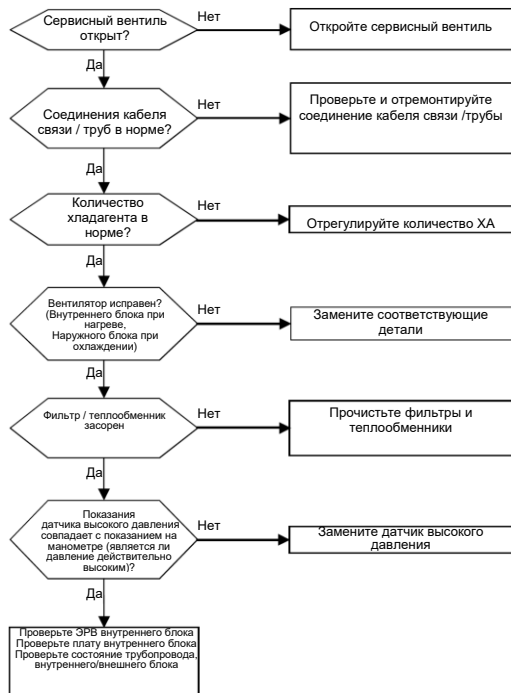 Сервисный вентиль
открыт?
Нет
Откройте сервисный вентиль
Да
Соединения кабеля
связи / труб в норме?
Нет
Проверьте и отремонтируйте
соединение кабеля связи /трубы
Да
Количество
хладагента в
норме?
Нет
Отрегулируйте количество ХА
Да
Вентилятор исправен?
(Внутреннего блока при
нагреве,
Наружного блока при
охлаждении)
Нет
Замените соответствующие
детали
Да
Фильтр / теплообменник
засорен
Нет
Прочистьте фильтры и
теплообменники
Да
Показания
датчика высокого давления
совпадает с показанием на
манометре (является ли
давление действительно
высоким)?
Нет
Замените датчик высокого
давления
Да
Проверьте ЭРВ внутреннего блока
Проверьте плату внутреннего блока
Проверьте состояние трубопровода,
внутреннего/внешнего блока